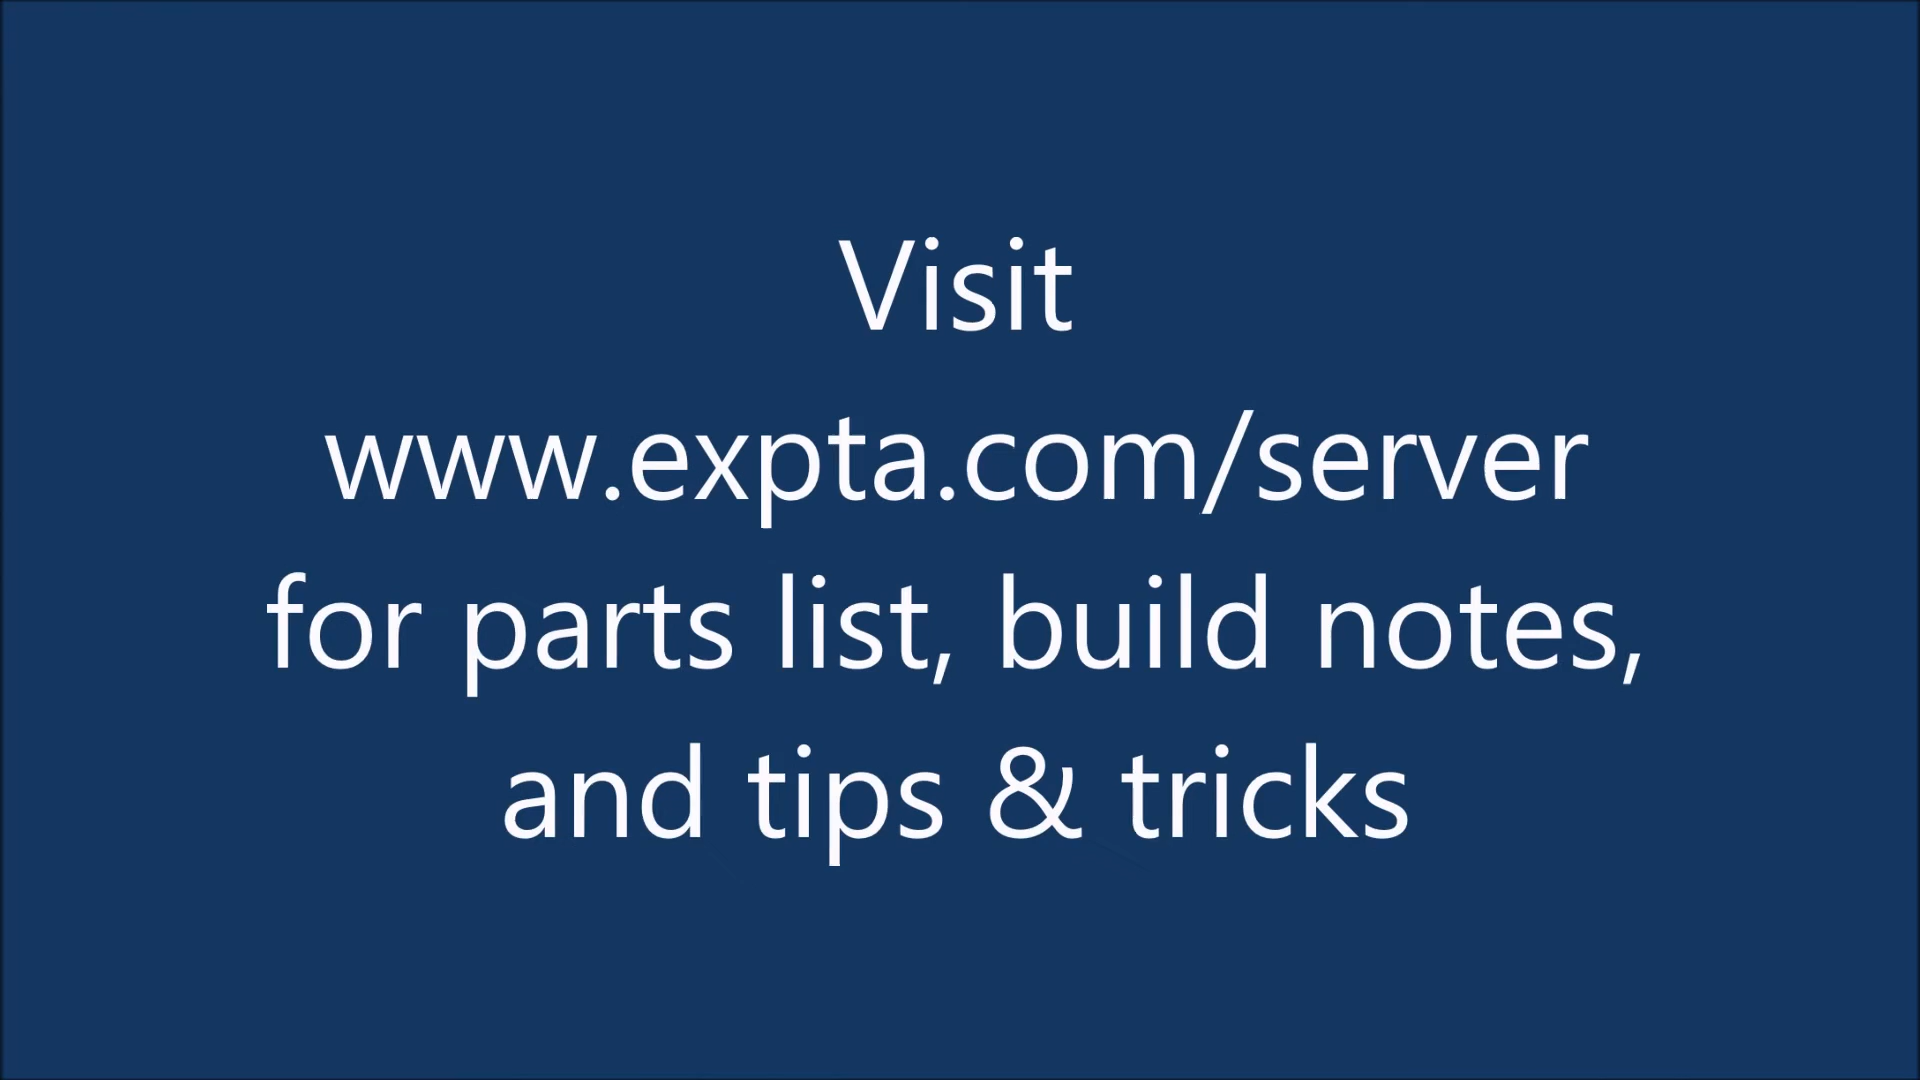 Visit
www.expta.com/server
for parts list, build notes,
and tips & tricks